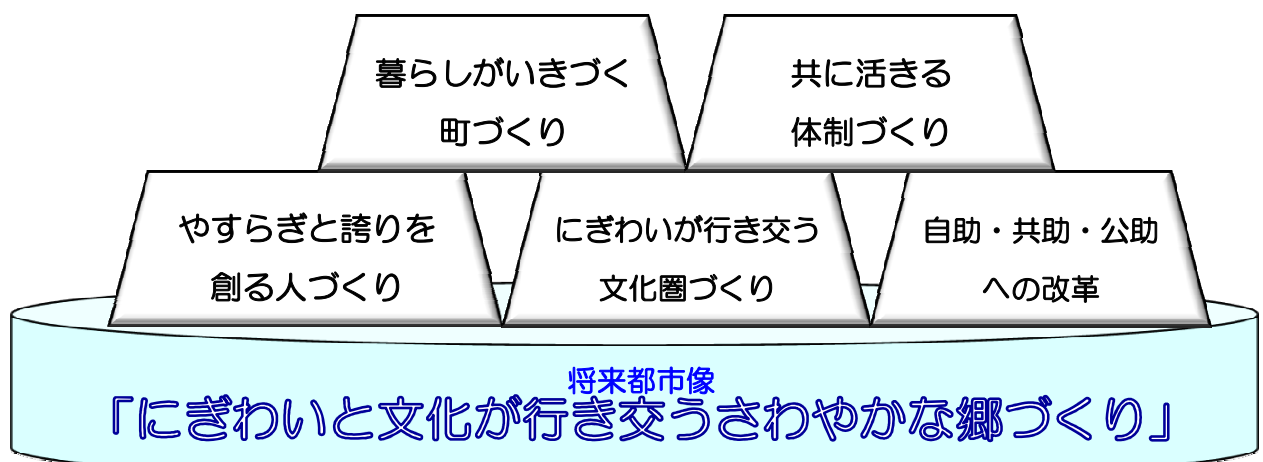 暮らしがいきづく
町づくり
共に活きる
体制づくり
やすらぎと誇りを
創る人づくり
にぎわいが行き交う
文化圏づくり
自助・共助・公助
への改革
将来都市像
「にぎわいと文化が行き交うさわやかな郷づくり」